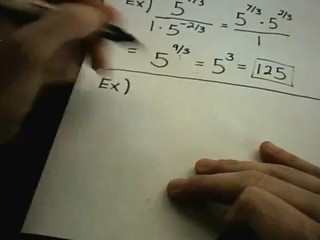 Ex) 5^7/3 / 1 · 5^-2/3 = 5^7/3 · 5^2/3 / 1
= 5^9/3 = 5^3 = 125
Ex)